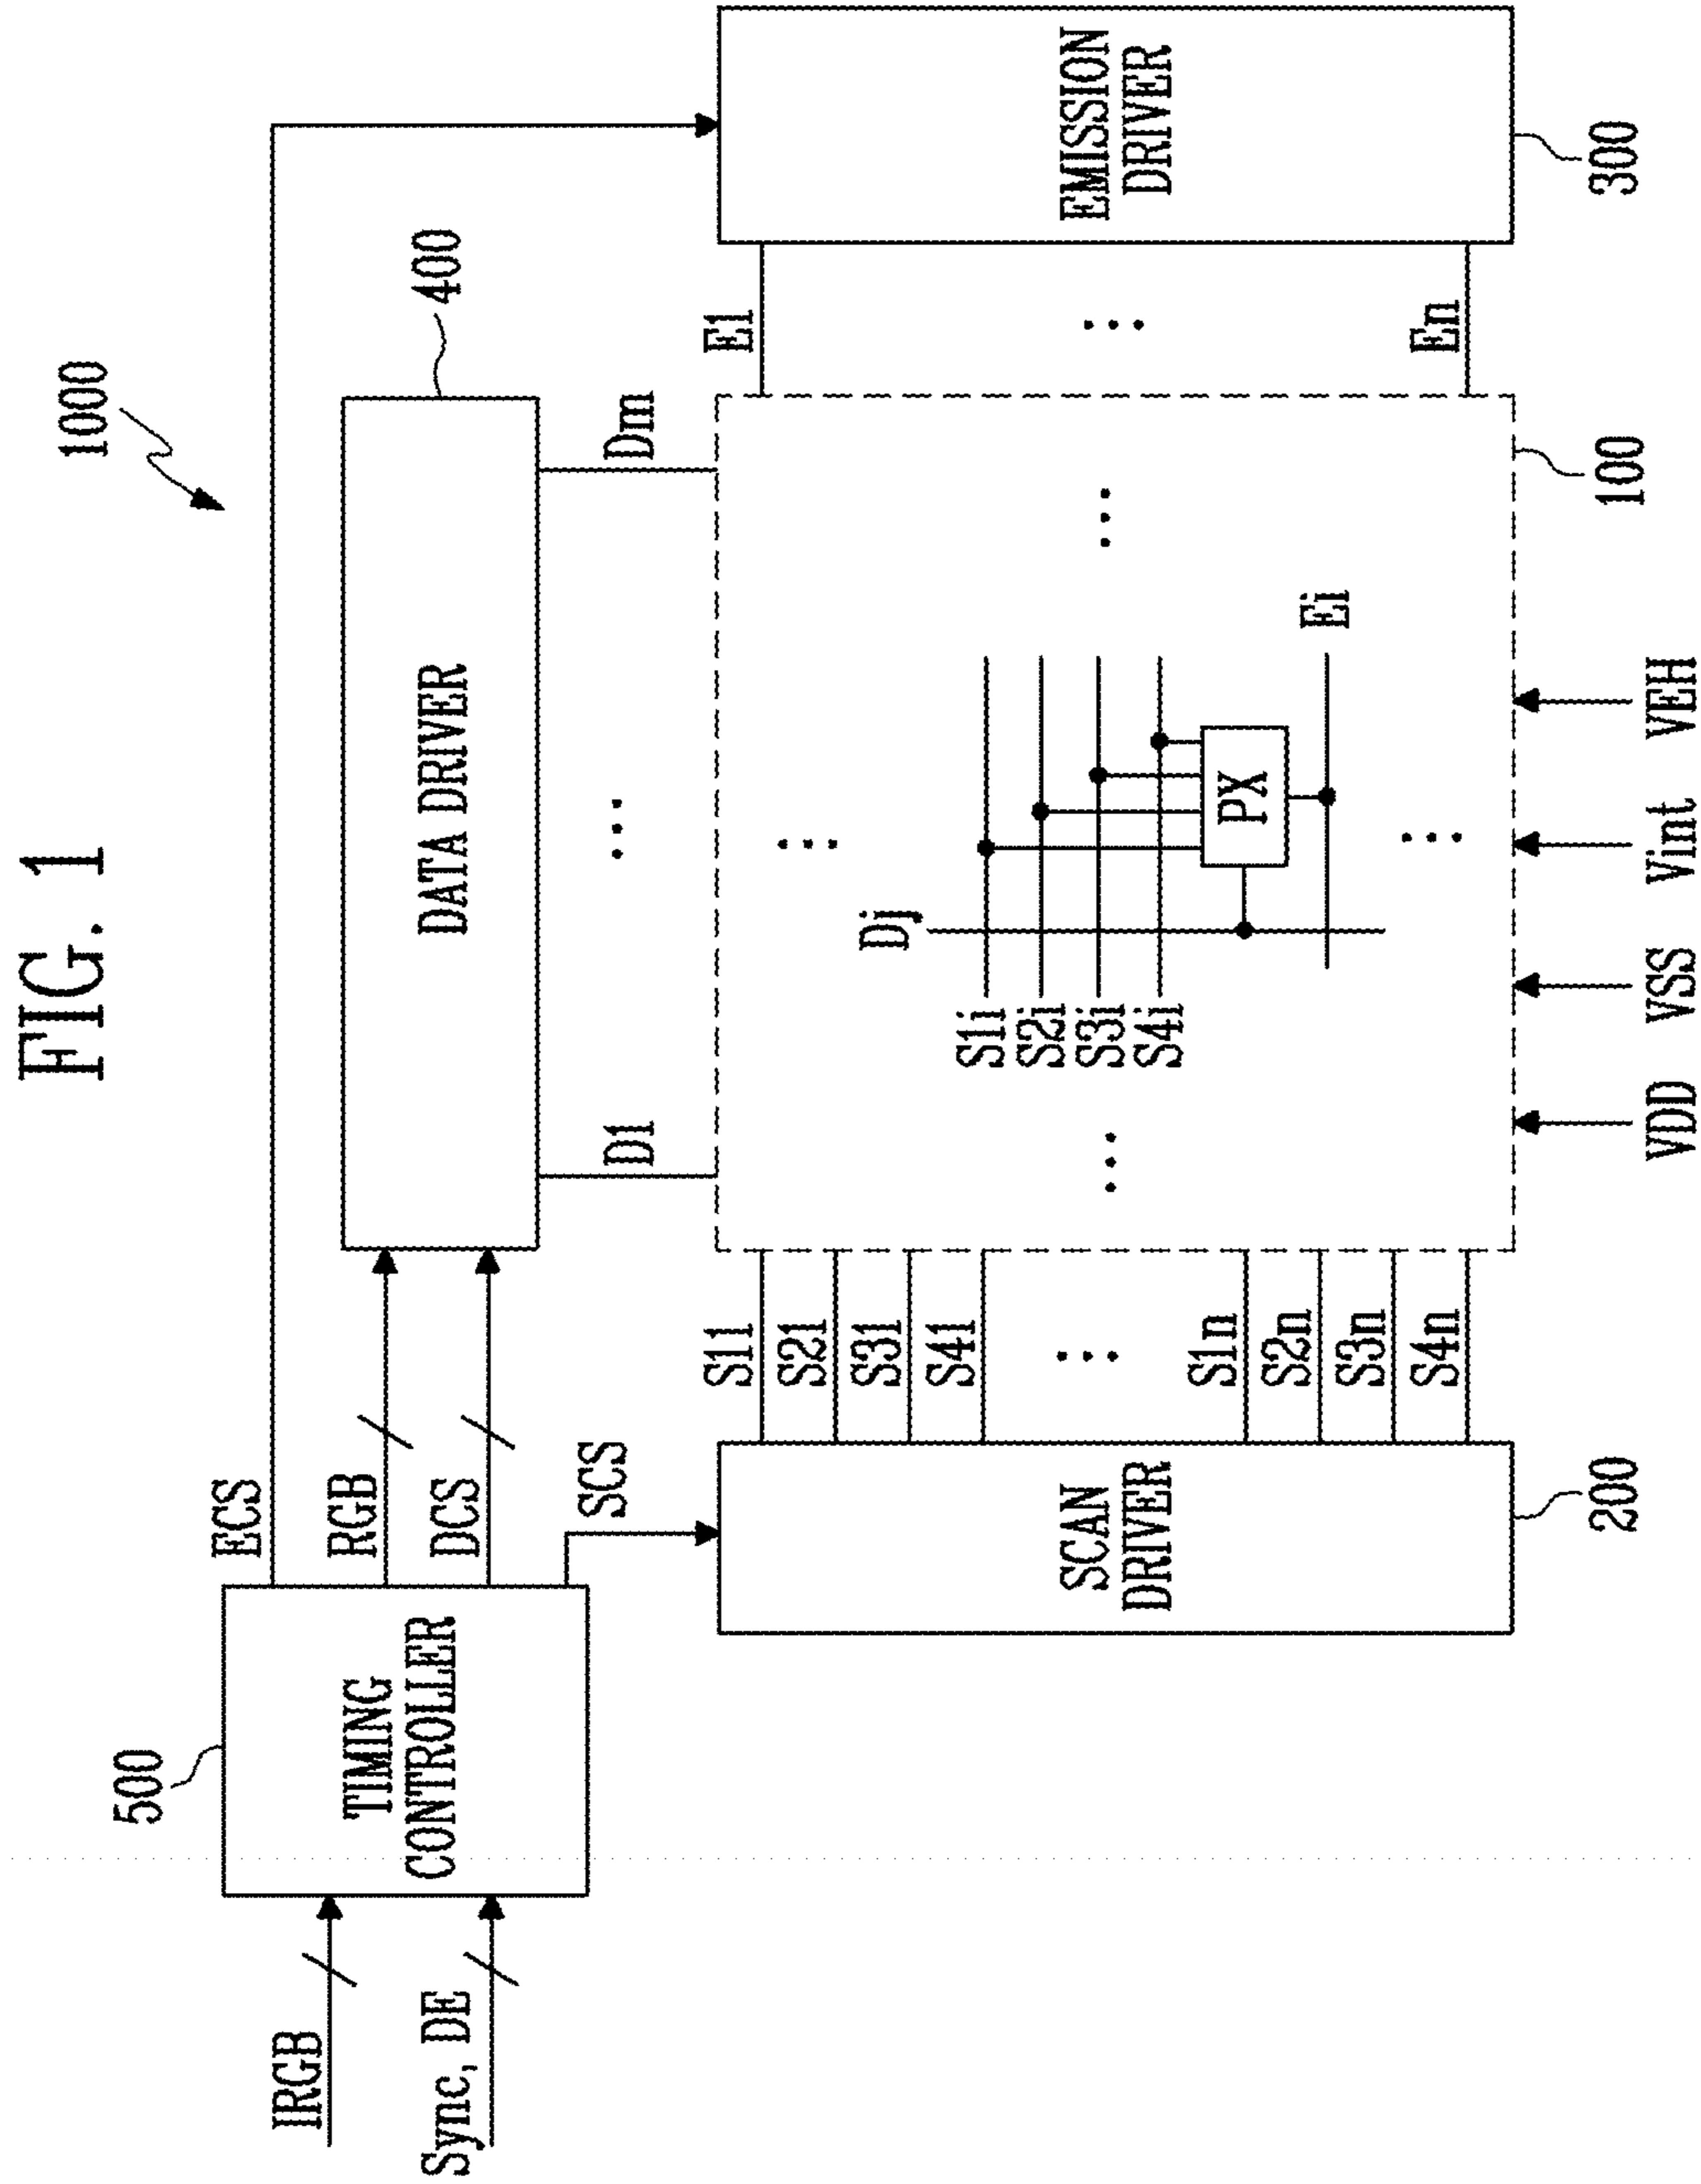 FIG. 1
1000
500
IRGB
Sync, DE
TIMING
CONTROLLER
ECS
RGB
DCS
SCS
DATA DRIVER
400
D1
Dm
SCAN
DRIVER
200
S11
S21
S31
S41
S1n
S2n
S3n
S4n
Dj
S1i
S2i
S3i
S4i
PX
Ei
100
E1
En
EMISSION
DRIVER
300
VDD
VSS
Vint
VEH